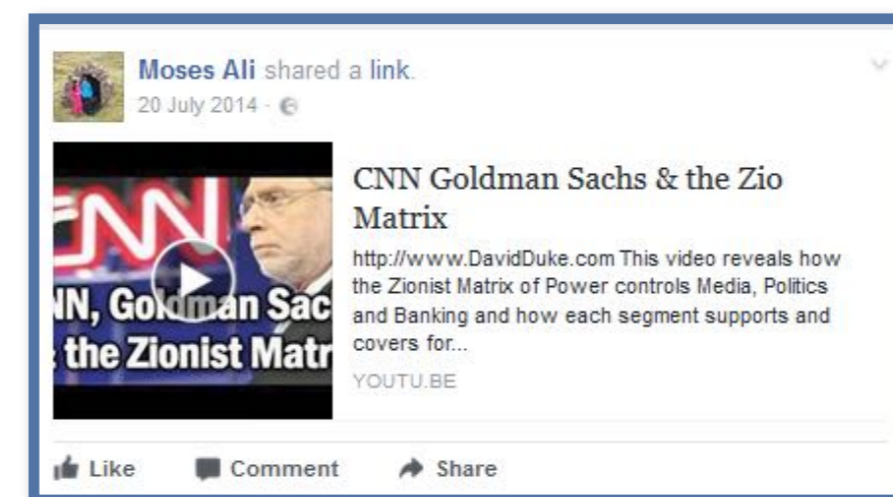 Moses Ali shared a link.
20 July 2014 ·
CNN
NN, Goldman Sac
the Zionist Matr
CNN Goldman Sachs & the Zio
Matrix
http://www.DavidDuke.com This video reveals how
the Zionist Matrix of Power controls Media, Politics
and Banking and how each segment supports and
covers for...
YOUTU.BE
Like Comment Share